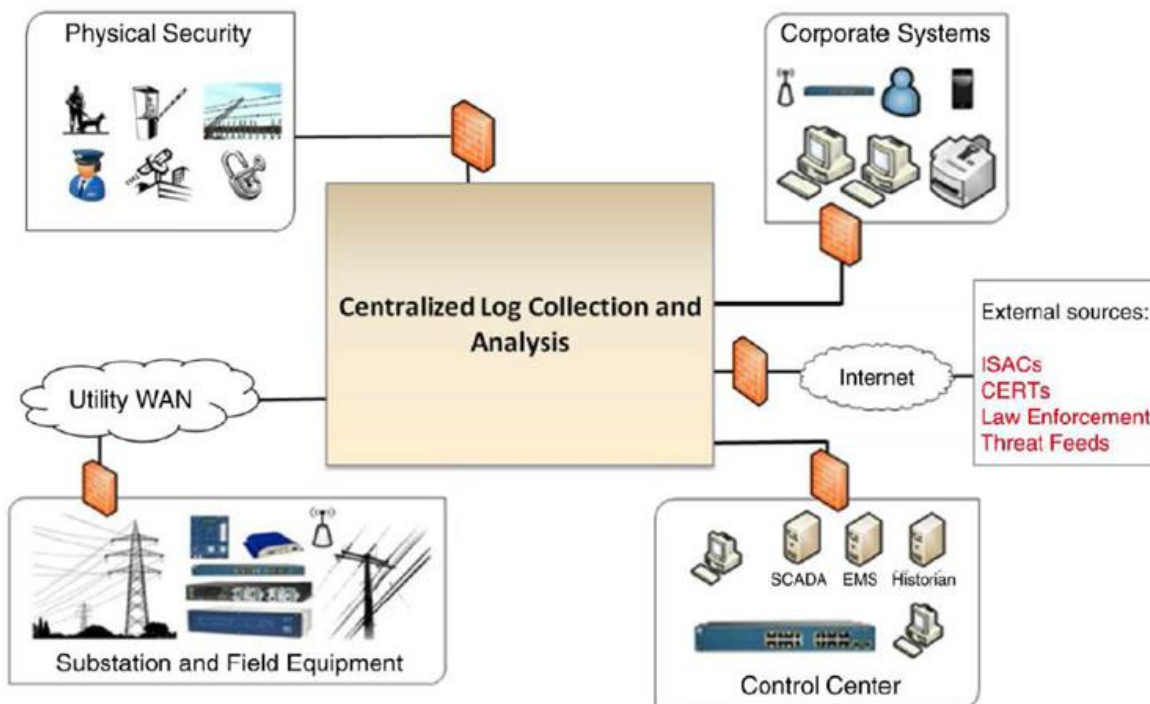 Physical Security
Corporate Systems
Centralized Log Collection and
Analysis
External sources:
ISACs
CERTs
Law Enforcement
Threat Feeds
Internet
Utility WAN
Substation and Field Equipment
SCADA
EMS
Historian
Control Center